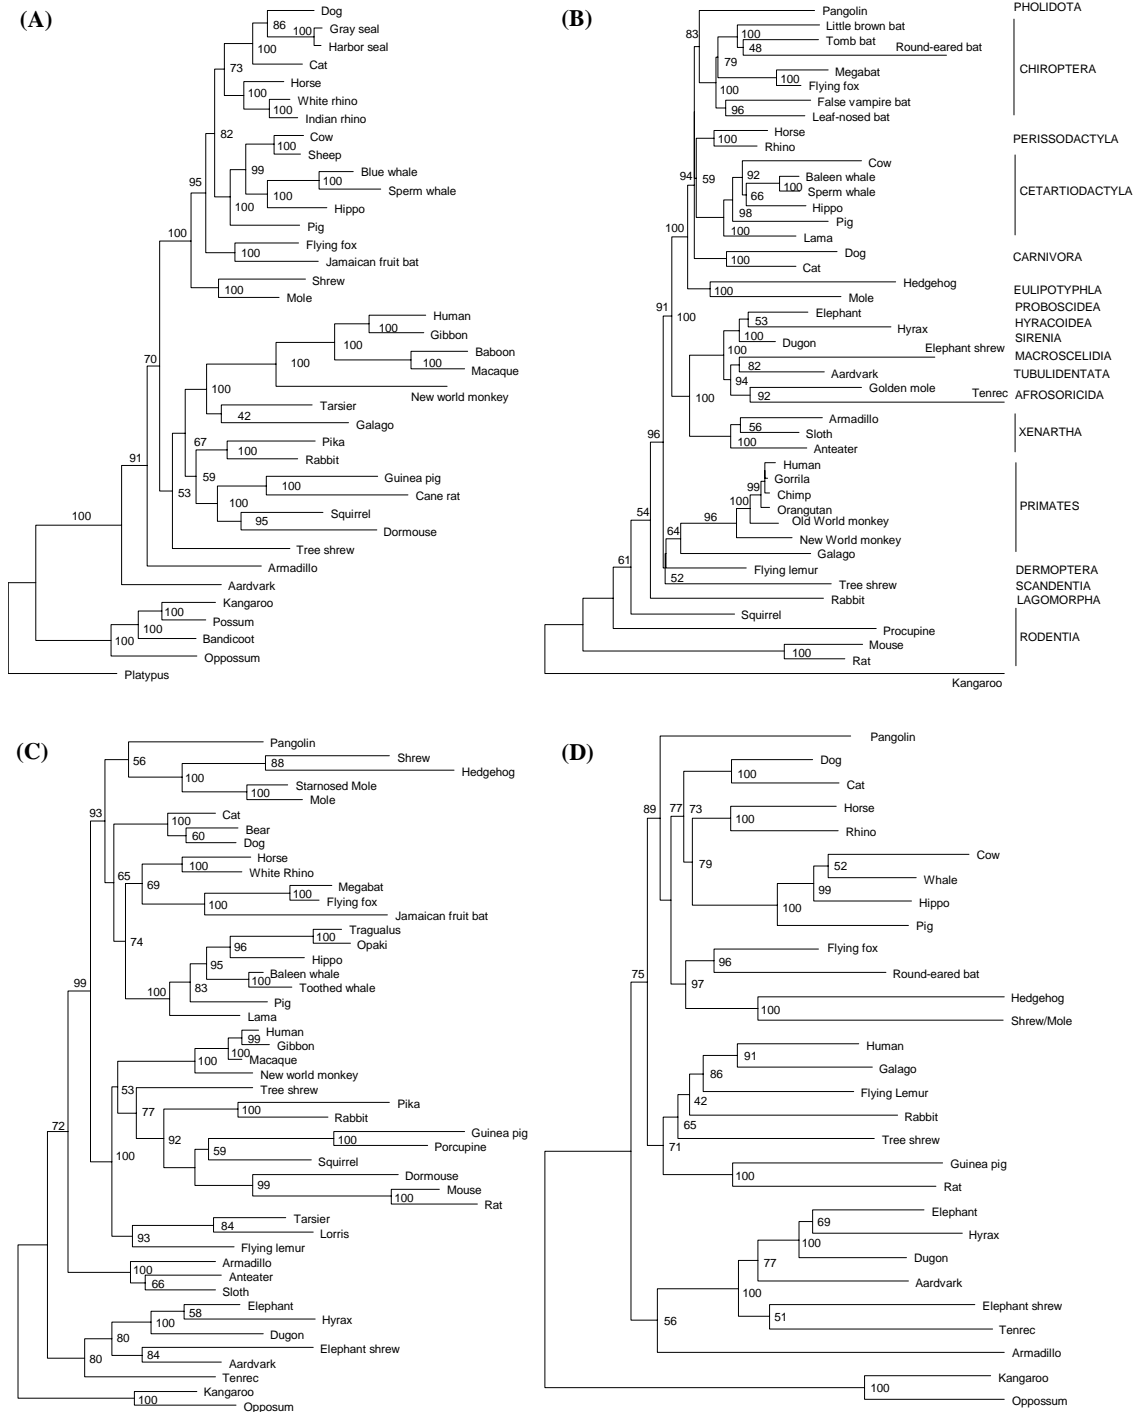 (A)
Dog
86
Gray seal
100
Harbor seal
100
Cat
73
Horse
100
White rhino
100
Indian rhino
82
Cow
100
Sheep
99
Blue whale
100
Sperm whale
95
100
Hippo
100
Pig
100
Flying fox
100
Jamaican fruit bat
Shrew
100
Mole
Human
100
Gibbon
100
Baboon
100
100
Macaque
70
New world monkey
100
Tarsier
42
Galago
67
Pika
100
Rabbit
91
59
Guinea pig
53
100
Cane rat
100
Squirrel
100
95
Dormouse
Tree shrew
Armadillo
Aardvark
Kangaroo
100
Possum
100
Bandicoot
100
Oppossum
Platypus
(B)
Pangolin
PHOLIDOTA
Little brown bat
83
100
Tomb bat
48
Round-eared bat
79
Megabat
CHIROPTERA
100
100
Flying fox
False vampire bat
96
Leaf-nosed bat
Horse
100
PERISSODACTYLA
Rhino
94
59
Cow
92
Baleen whale
100
Sperm whale
CETARTIODACTYLA
66
Hippo
98
Pig
100
100
Lama
Dog
100
CARNIVORA
Cat
Hedgehog
100
EULIPOTYPHLA
Mole
91
PROBOSCIDEA
Elephant
100
53
HYRACOIDEA
Hyrax
100
SIRENIA
Dugon
100
Elephant shrew
MACROSCELIDIA
82
Aardvark
TUBULIDENTATA
94
Golden mole
100
92
Tenrec
AFROSORICIDA
Armadillo
56
XENARTHA
96
Sloth
100
Anteater
Human
Gorrila
99
Chimp
100
PRIMATES
Orangutan
54
96
Old World monkey
64
New World monkey
Galago
61
Flying lemur
DERMOPTERA
52
Tree shrew
SCANDENTIA
Rabbit
LAGOMORPHA
Squirrel
Procupine
RODENTIA
Mouse
100
Rat
Kangaroo
(C)
Pangolin
56
Shrew
88
Hedgehog
100
Starnosed Mole
100
Mole
93
Cat
100
Bear
60
Dog
Horse
100
65
White Rhino
69
Megabat
100
Flying fox
100
Jamaican fruit bat
Tragualus
74
100
Opaki
96
Hippo
95
Baleen whale
99
100
83
Toothed whale
100
Pig
Lama
Human
99
Gibbon
100
100
Macaque
New world monkey
53
Tree shrew
77
Pika
100
Rabbit
72
92
Guinea pig
100
Porcupine
100
59
Squirrel
Dormouse
99
Mouse
100
Rat
Tarsier
84
Lorris
93
Flying lemur
Armadillo
100
Anteater
66
Sloth
Elephant
58
Hyrax
100
Dugon
80
Elephant shrew
80
84
Aardvark
Tenrec
Kangaroo
100
Opposum
(D)
Pangolin
Dog
100
Cat
89
77
73
Horse
100
Rhino
79
Cow
52
Whale
99
Hippo
100
Pig
Flying fox
96
Round-eared bat
75
97
Hedgehog
100
Shrew/Mole
Human
91
Galago
86
Flying Lemur
42
Rabbit
65
Tree shrew
71
Guinea pig
100
Rat
Elephant
69
Hyrax
100
Dugon
77
Aardvark
100
Elephant shrew
51
56
Tenrec
Armadillo
Kangaroo
100
Oppossum